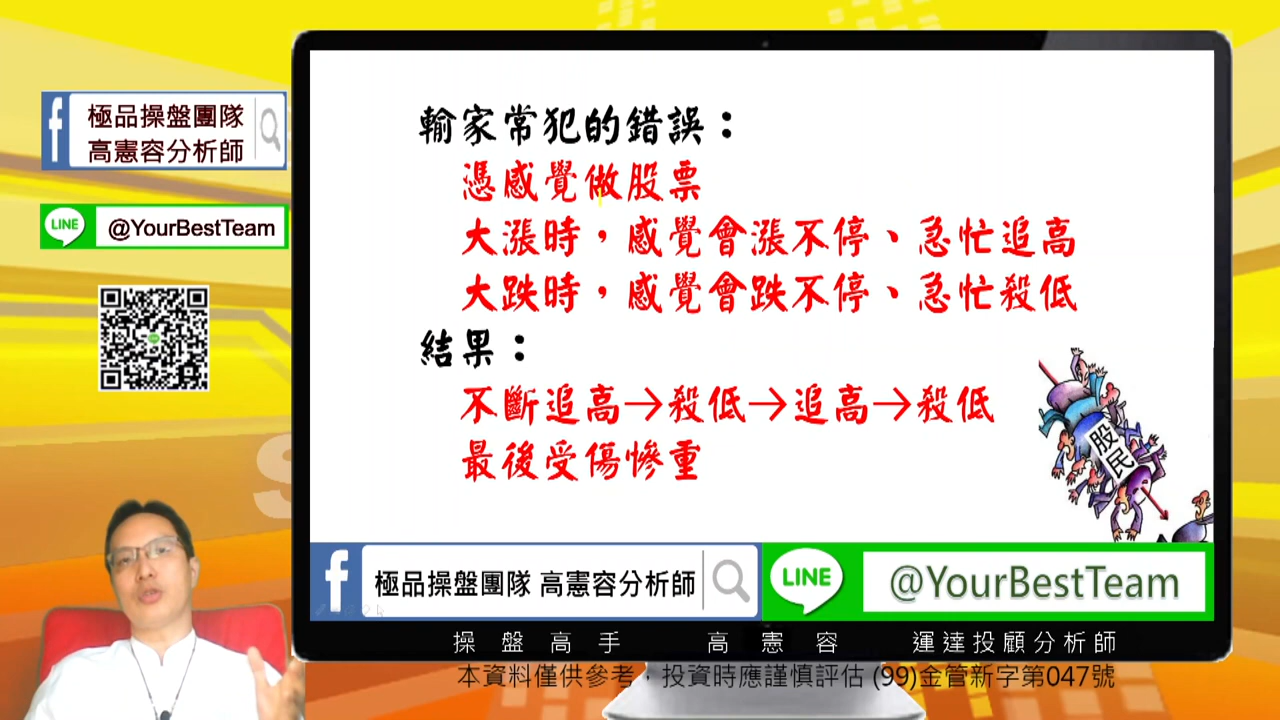 極品操盤團隊
高憲容分析師
LINE
@YourBestTeam
輸家常犯的錯誤：
憑感覺做股票
大漲時，感覺會漲不停、急忙追高
大跌時，感覺會跌不停、急忙殺低
結果：
不斷追高→殺低→追高→殺低
最後受傷慘重
股民
極品操盤團隊 高憲容分析師
LINE
@YourBestTeam
操盤高手 高憲容 運達投顧分析師
本資料僅供參考，投資時應謹慎評估 (99)金管新字第047號